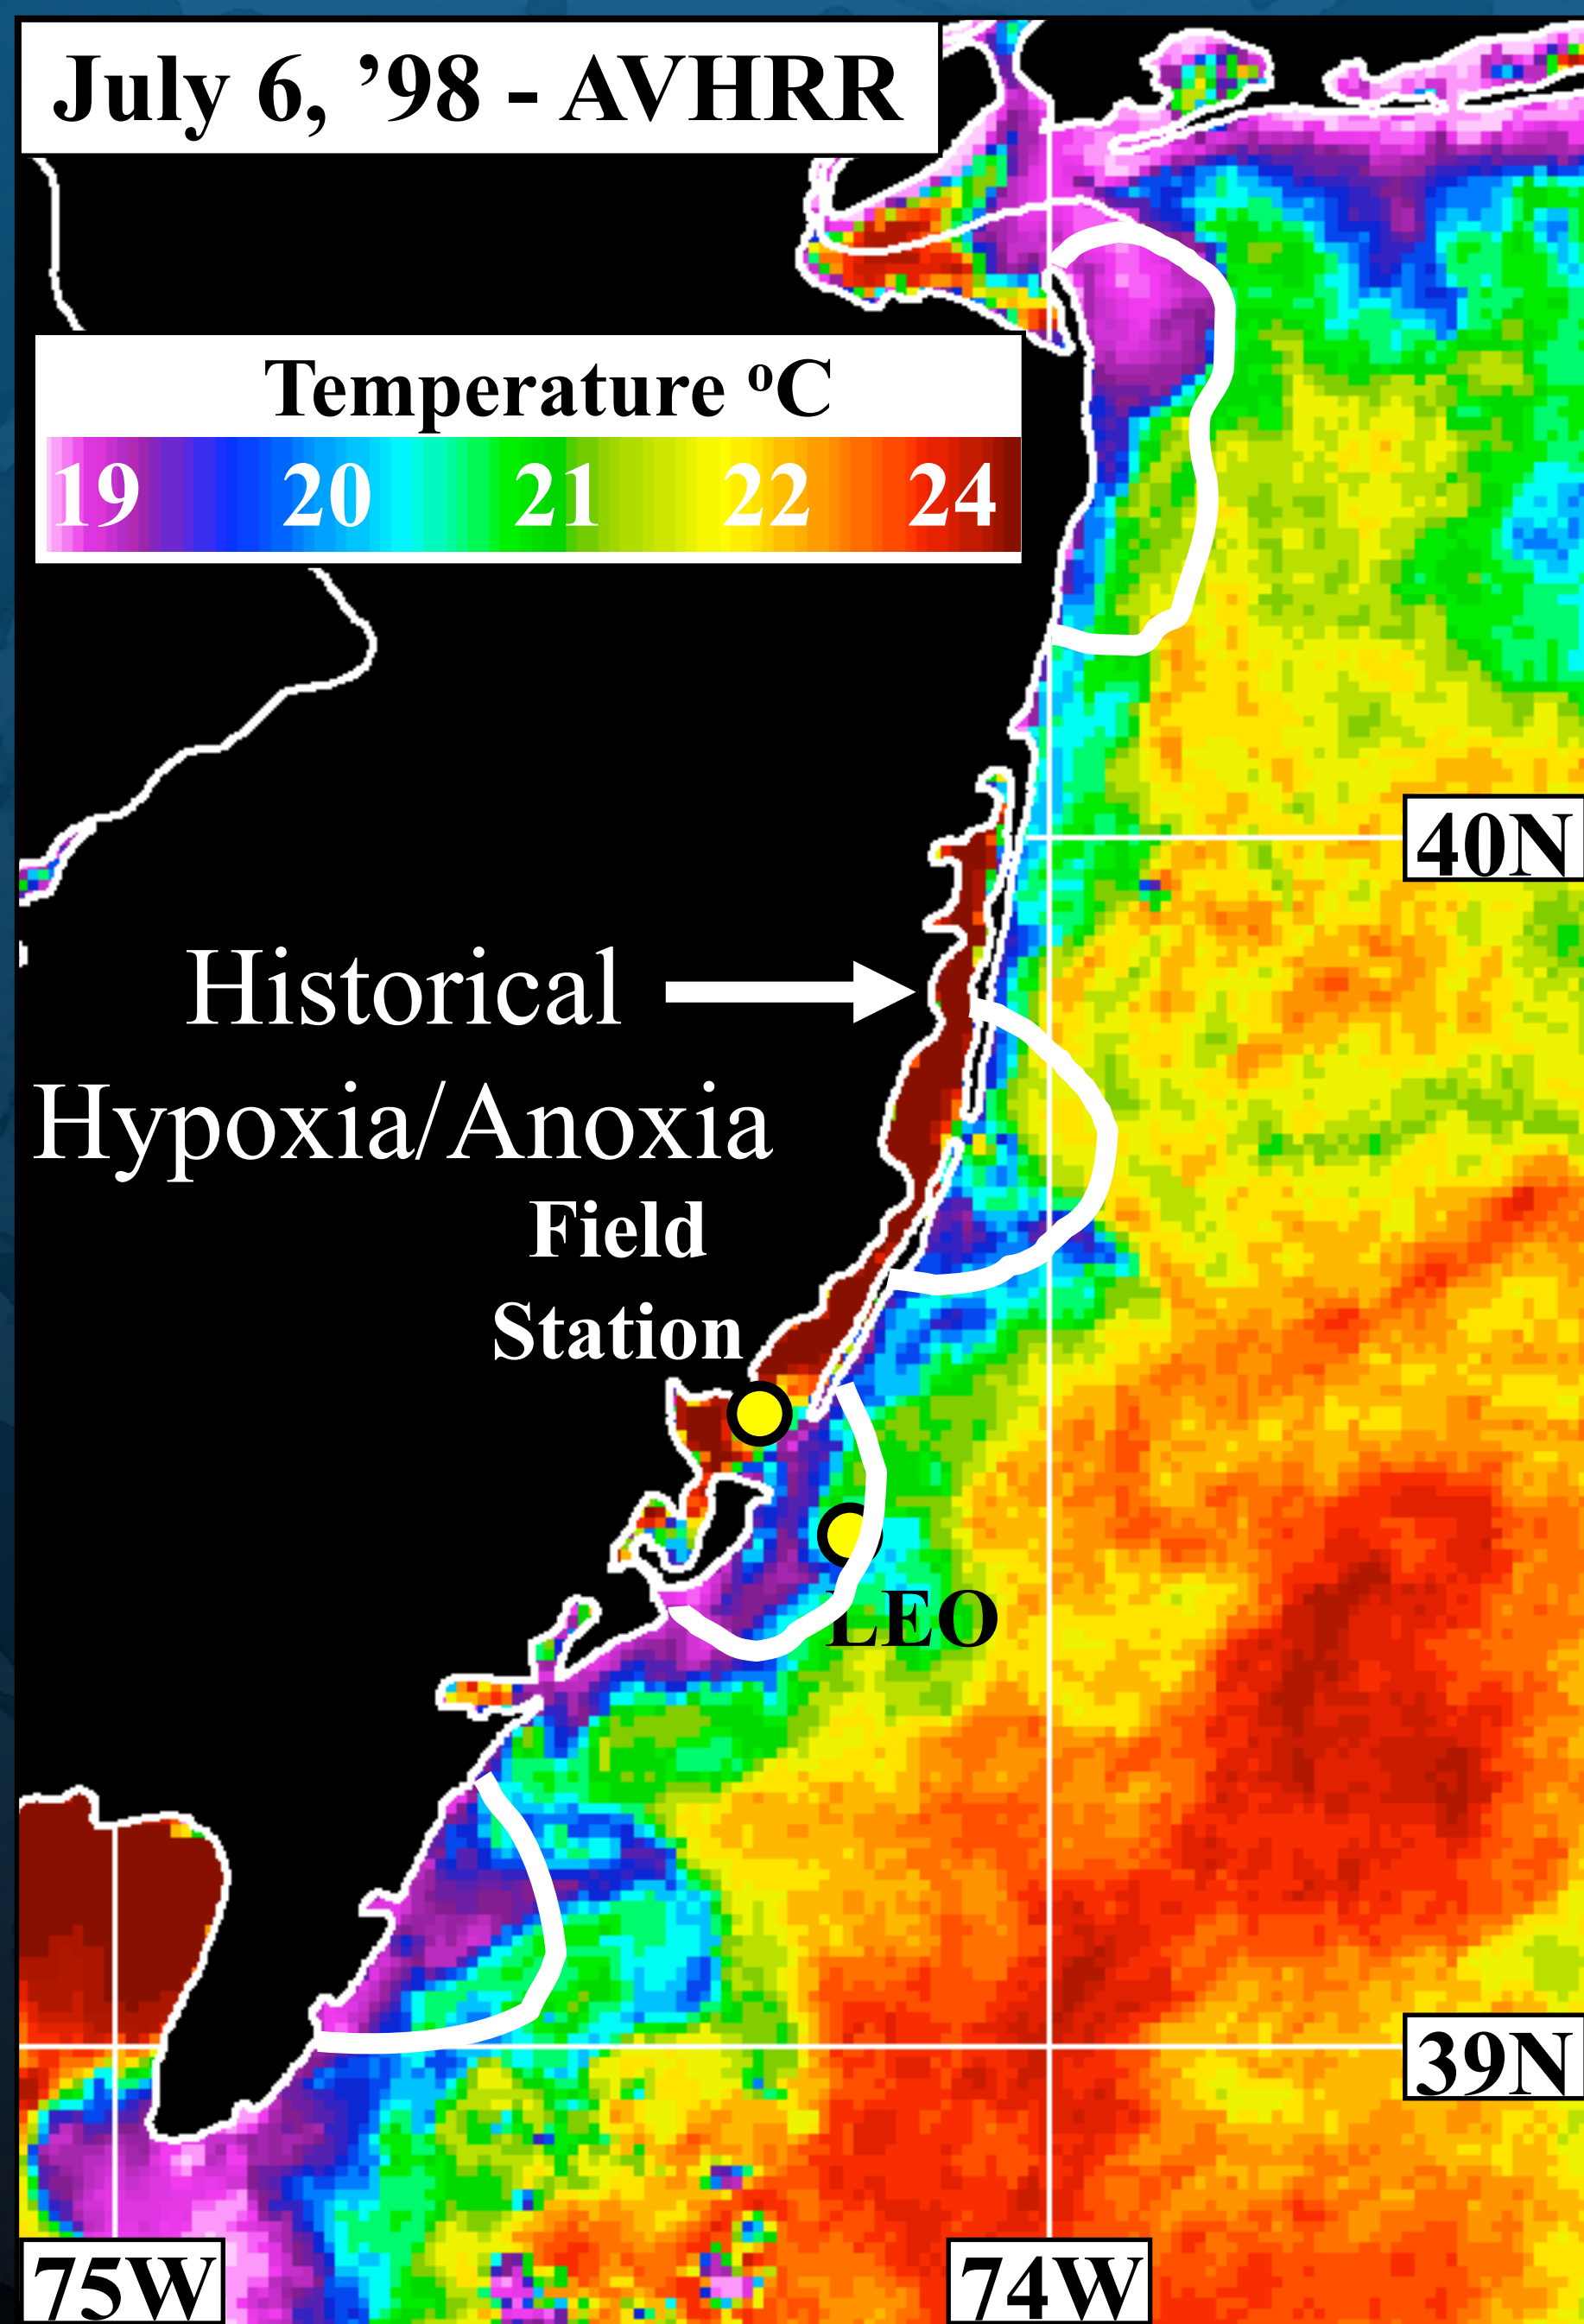 July 6, ’98 - AVHRR
Temperature ºC
19 20 21 22 24
40N
Historical
Hypoxia/Anoxia
Field
Station
LEO
39N
75W 74W